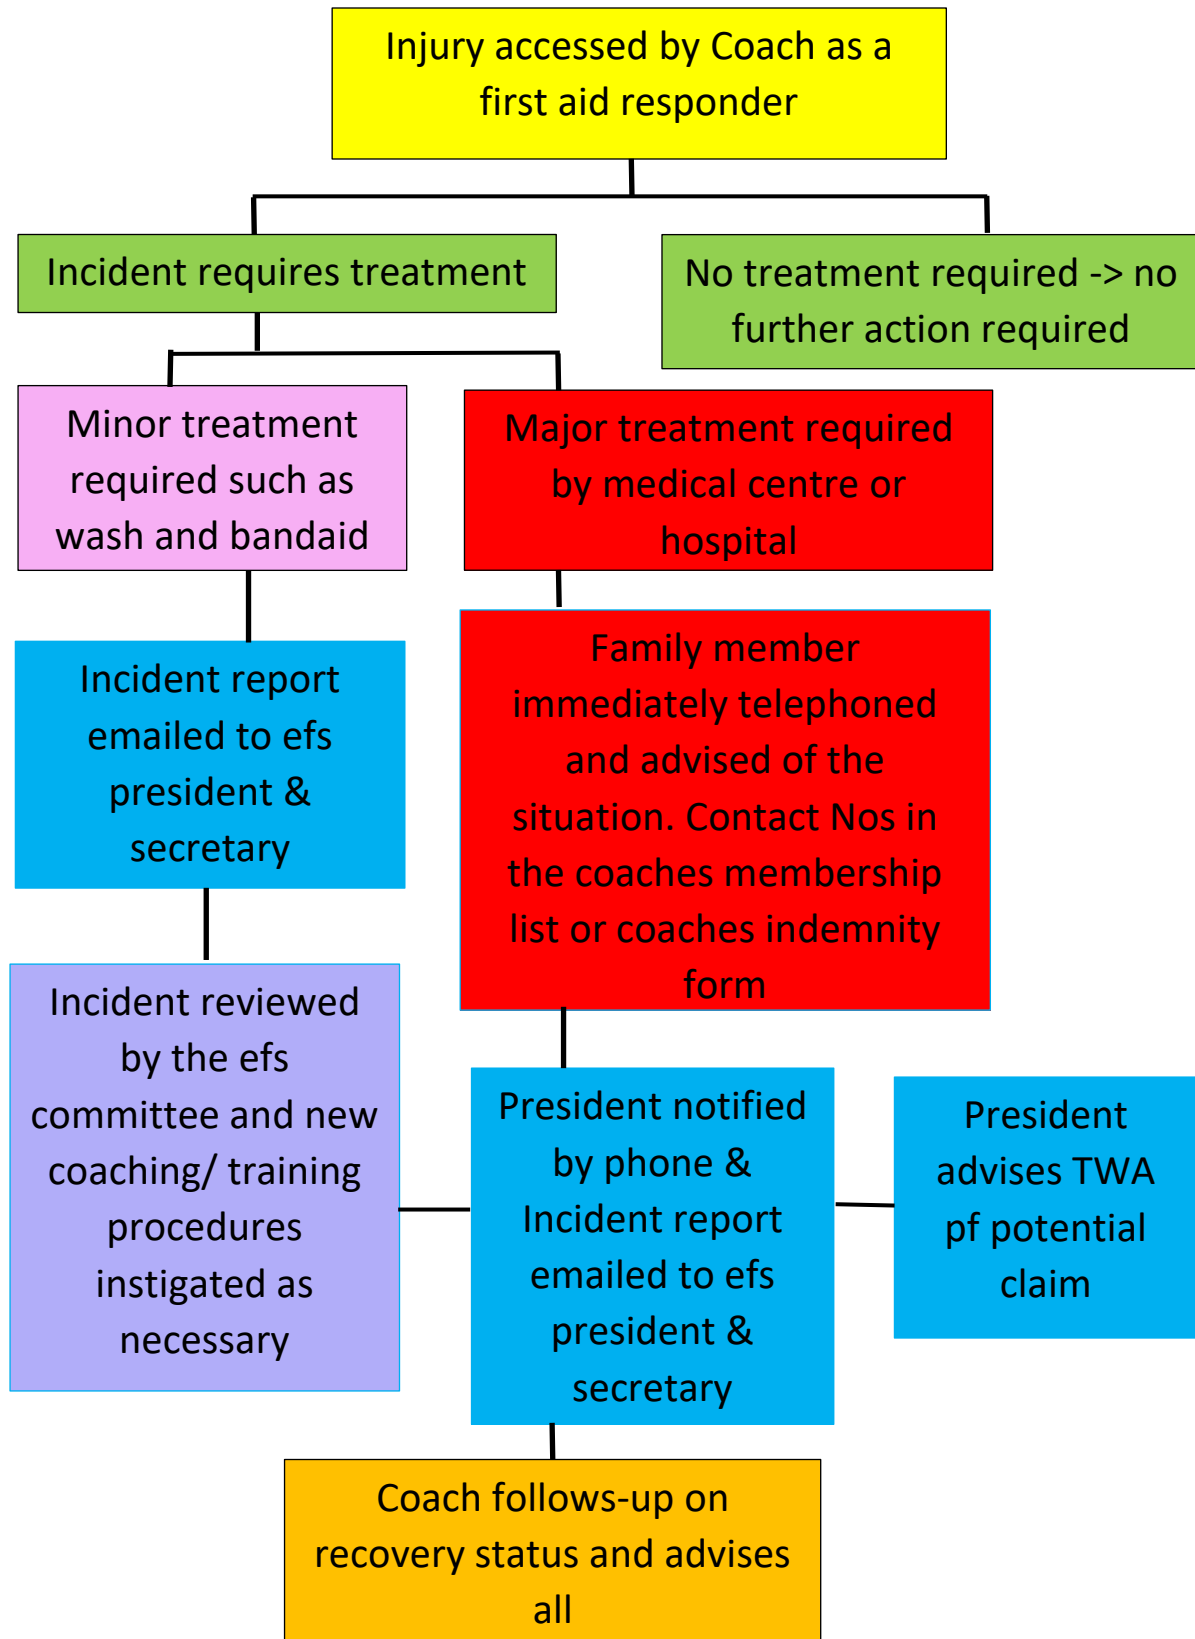 Injury accessed by Coach as a
first aid responder
Incident requires treatment
No treatment required -> no
further action required
Minor treatment
required such as
wash and bandaid
Major treatment required
by medical centre or
hospital
Incident report
emailed to efs
president &
secretary
Family member
immediately telephoned
and advised of the
situation. Contact Nos in
the coaches membership
list or coaches indemnity
form
Incident reviewed
by the efs
committee and new
coaching/ training
procedures
instigated as
necessary
President notified
by phone &
Incident report
emailed to efs
president &
secretary
President
advises TWA
pf potential
claim
Coach follows-up on
recovery status and advises
all